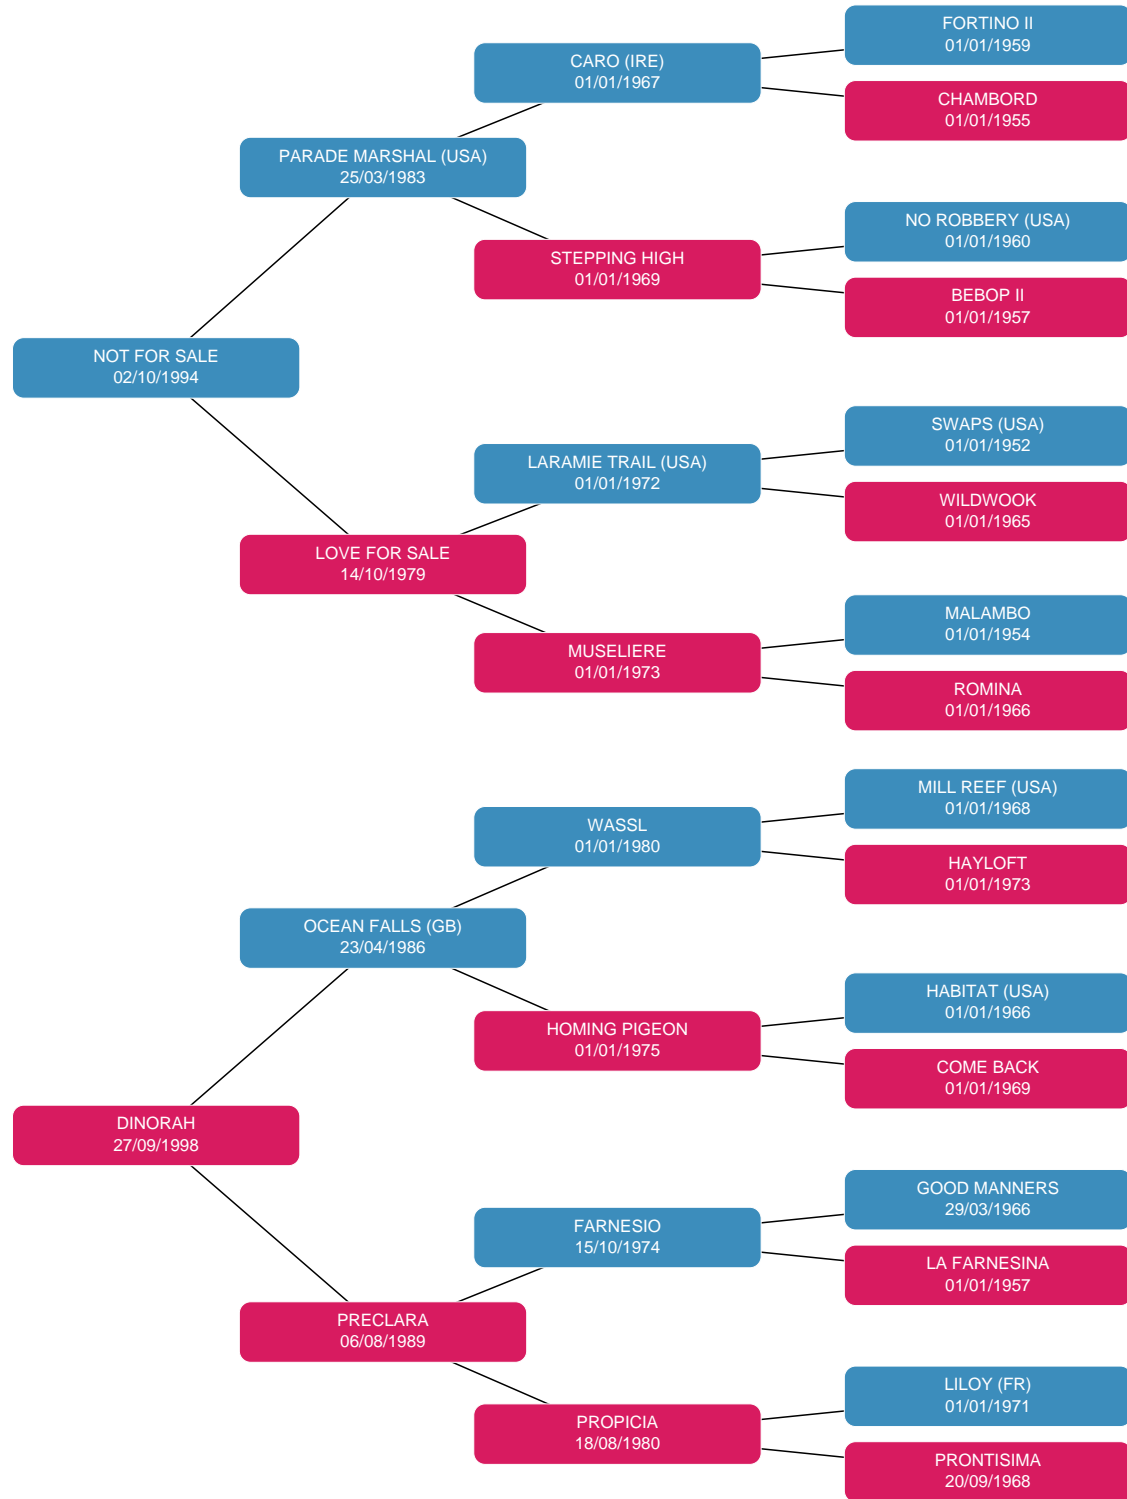 FORTINO II
01/01/1959
CARO (IRE)
01/01/1967
CHAMBORD
01/01/1955
PARADE MARSHAL (USA)
25/03/1983
NO ROBBERY (USA)
01/01/1960
STEPPING HIGH
01/01/1969
BEBOP II
01/01/1957
NOT FOR SALE
02/10/1994
SWAPS (USA)
01/01/1952
LARAMIE TRAIL (USA)
01/01/1972
WILDWOOK
01/01/1965
LOVE FOR SALE
14/10/1979
MALAMBO
01/01/1954
MUSELIERE
01/01/1973
ROMINA
01/01/1966
MILL REEF (USA)
01/01/1968
WASSL
01/01/1980
HAYLOFT
01/01/1973
OCEAN FALLS (GB)
23/04/1986
HABITAT (USA)
01/01/1966
HOMING PIGEON
01/01/1975
COME BACK
01/01/1969
DINORAH
27/09/1998
GOOD MANNERS
29/03/1966
FARNESIO
15/10/1974
LA FARNESINA
01/01/1957
PRECLARA
06/08/1989
LILOY (FR)
01/01/1971
PROPICIA
18/08/1980
PRONTISIMA
20/09/1968